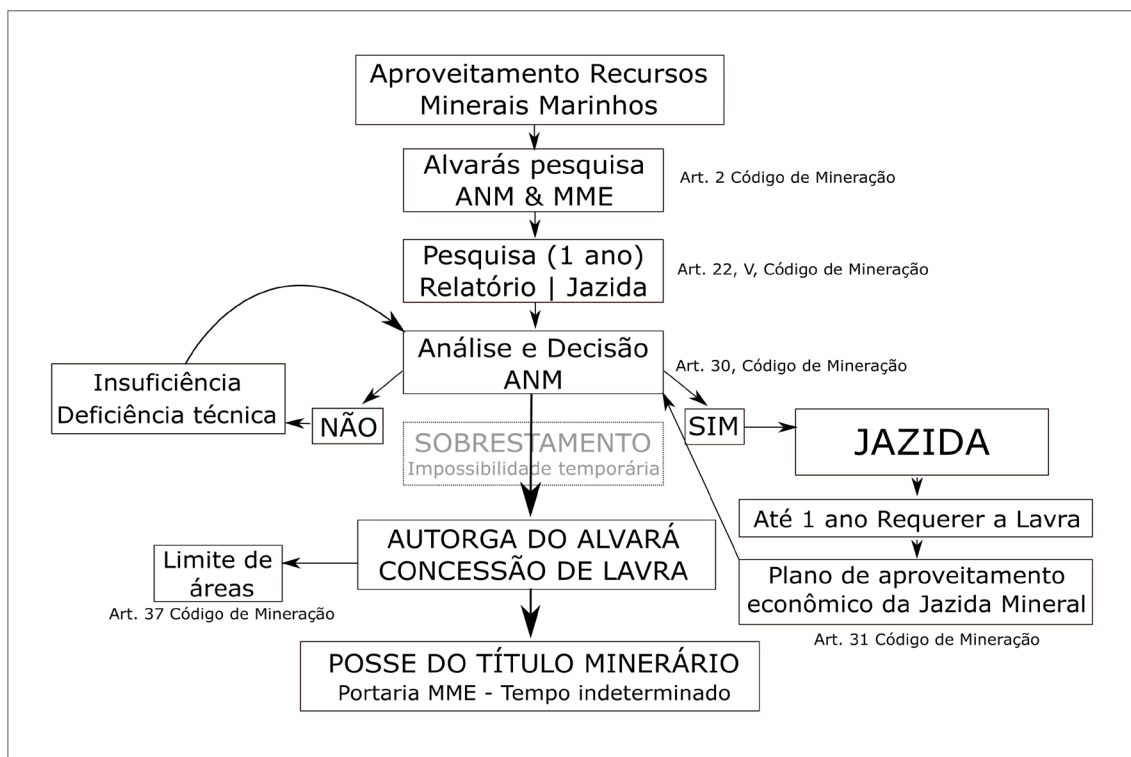 Aproveitamento Recursos
Minerais Marinhos
Alvarás pesquisa
ANM & MME
Art. 2 Código de Mineração
Pesquisa (1 ano)
Relatório | Jazida
Art. 22, V, Código de Mineração
Análise e Decisão
ANM
Art. 30, Código de Mineração
Insuficiência
Deficiência técnica
NÃO
SIM
JAZIDA
SOBRESTAMENTO
Impossibilidade temporária
Até 1 ano Requerer a Lavra
AUTORGA DO ALVARÁ
CONCESSÃO DE LAVRA
Limite de
áreas
Art. 37 Código de Mineração
Plano de aproveitamento
econômico da Jazida Mineral
Art. 31 Código de Mineração
POSSE DO TÍTULO MINERÁRIO
Portaria MME - Tempo indeterminado